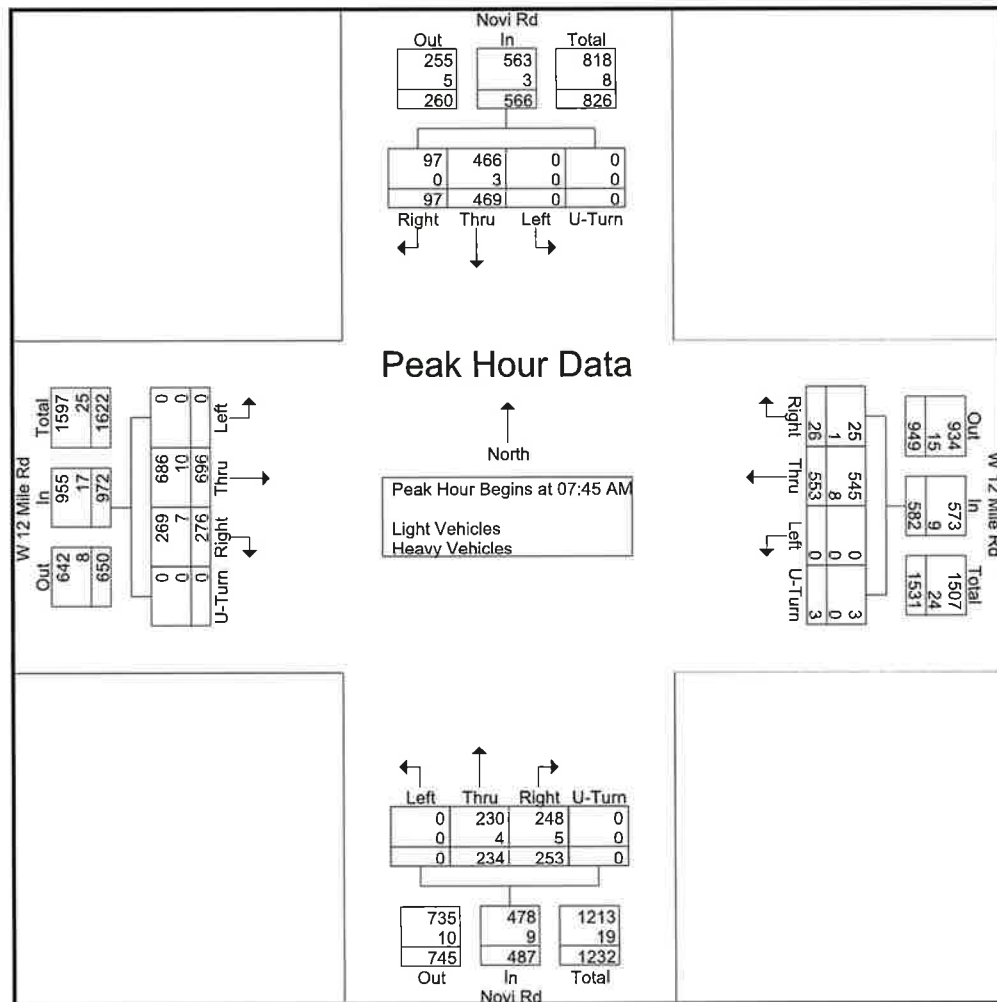 Novi Rd
Out In Total
255 563 818
5 3 8
260 566 826
97 466 0 0
0 3 0 0
97 469 0 0
Right Thru Left U-Turn
Peak Hour Data
North
Peak Hour Begins at 07:45 AM
Light Vehicles
Heavy Vehicles
W 12 Mile Rd
Out In Total
642 955 1597
8 17 25
650 972 1622
0 269 686 0
0 7 10 0
0 276 696 0
U-Turn Right Thru Left
W 12 Mile Rd
Out In Total
934 573 1507
15 9 24
949 582 1531
25 545 0 3
1 8 0 0
26 553 0 3
Right Thru Left U-Turn
Left Thru Right U-Turn
0 230 248 0
0 4 5 0
0 234 253 0
735 478 1213
10 9 19
745 487 1232
Out In Total
Novi Rd